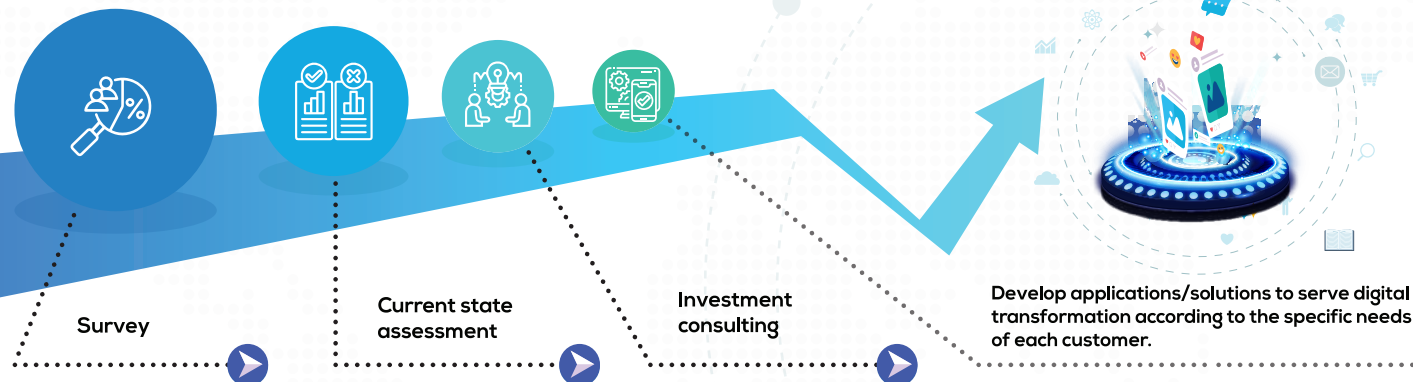 Survey
Current state
assessment
Investment
consulting
Develop applications/solutions to serve digital
transformation according to the specific needs
of each customer.